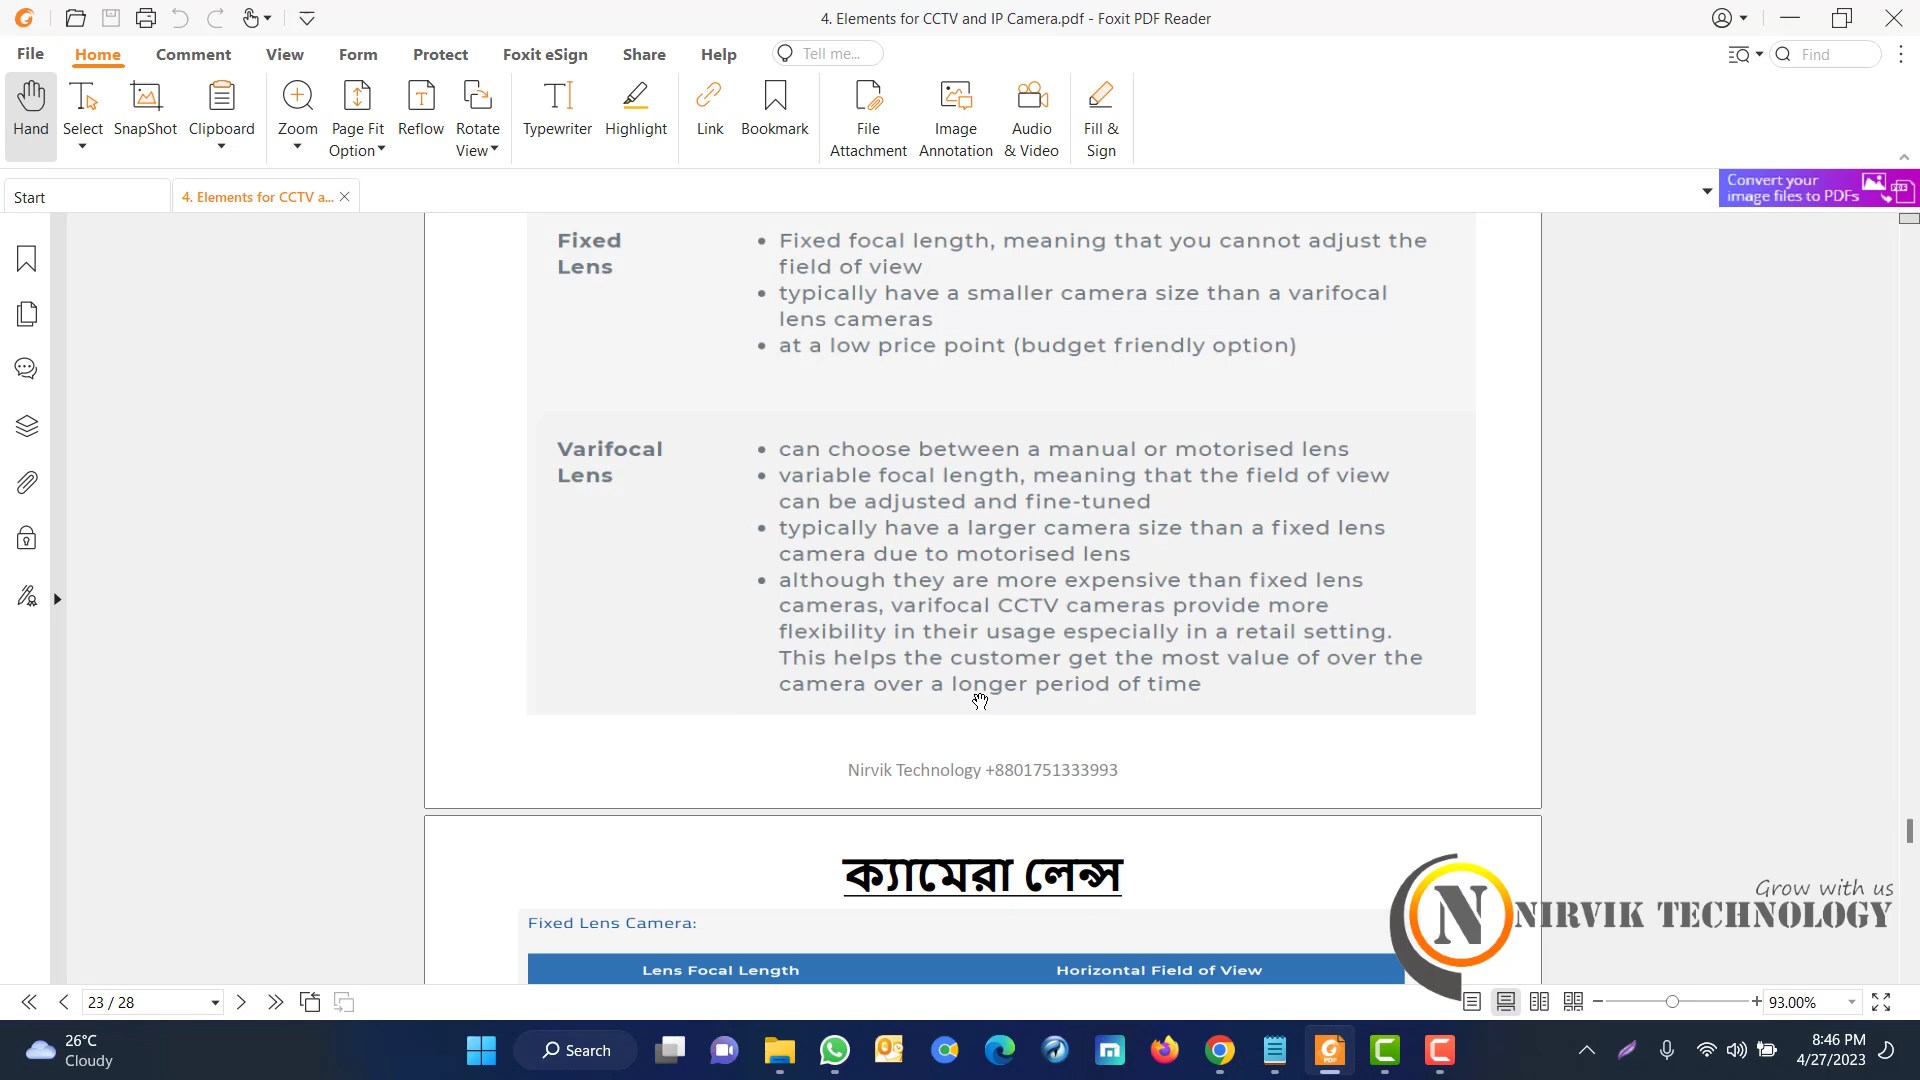 4. Elements for CCTV and IP Camera.pdf - Foxit PDF Reader
File Home Comment View Form Protect Foxit eSign Share Help Tell me... Find
Hand Select SnapShot Clipboard Zoom Page Fit Option Reflow Rotate View Typewriter Highlight Link Bookmark File Attachment Image Annotation Audio & Video Fill & Sign
Start 4. Elements for CCTV a...
Convert your
image files to PDFs
Fixed
Lens
• Fixed focal length, meaning that you cannot adjust the
field of view
• typically have a smaller camera size than a varifocal
lens cameras
• at a low price point (budget friendly option)
Varifocal
Lens
• can choose between a manual or motorised lens
• variable focal length, meaning that the field of view
can be adjusted and fine-tuned
• typically have a larger camera size than a fixed lens
camera due to motorised lens
• although they are more expensive than fixed lens
cameras, varifocal CCTV cameras provide more
flexibility in their usage especially in a retail setting.
This helps the customer get the most value of over the
camera over a longer period of time
Nirvik Technology +8801751333993
ক্যামেরা লেন্স
Fixed Lens Camera:
Lens Focal Length Horizontal Field of View
Grow with us
N NIRVIK TECHNOLOGY
23 / 28 93.00%
26°C
Cloudy
Search
8:46 PM
4/27/2023